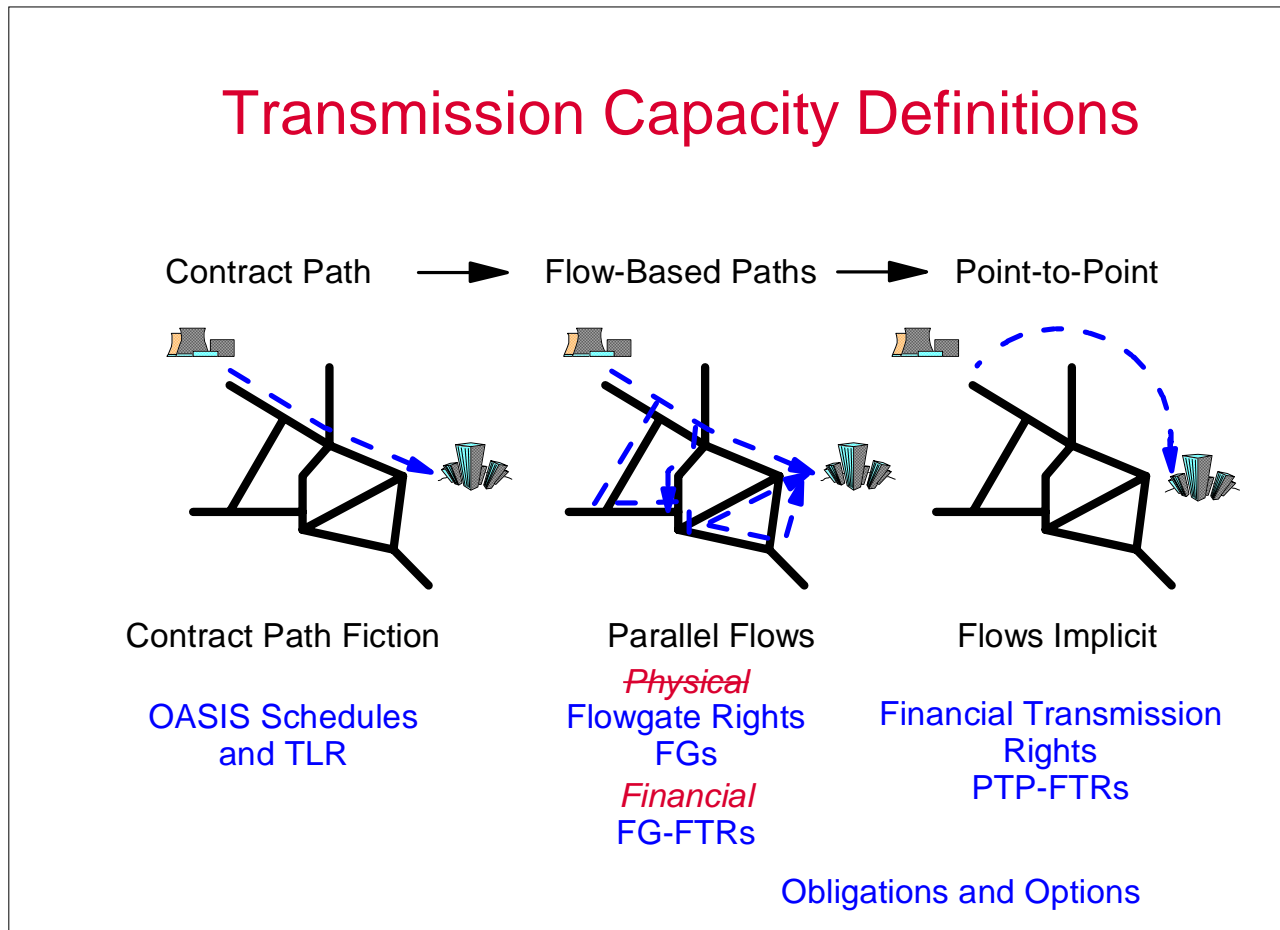 Transmission Capacity Definitions
Contract Path
Flow-Based Paths
Point-to-Point
Contract Path Fiction
OASIS Schedules
and TLR
Parallel Flows
Physical
Flowgate Rights
FGs
Financial
FG-FTRs
Flows Implicit
Financial Transmission
Rights
PTP-FTRs
Obligations and Options